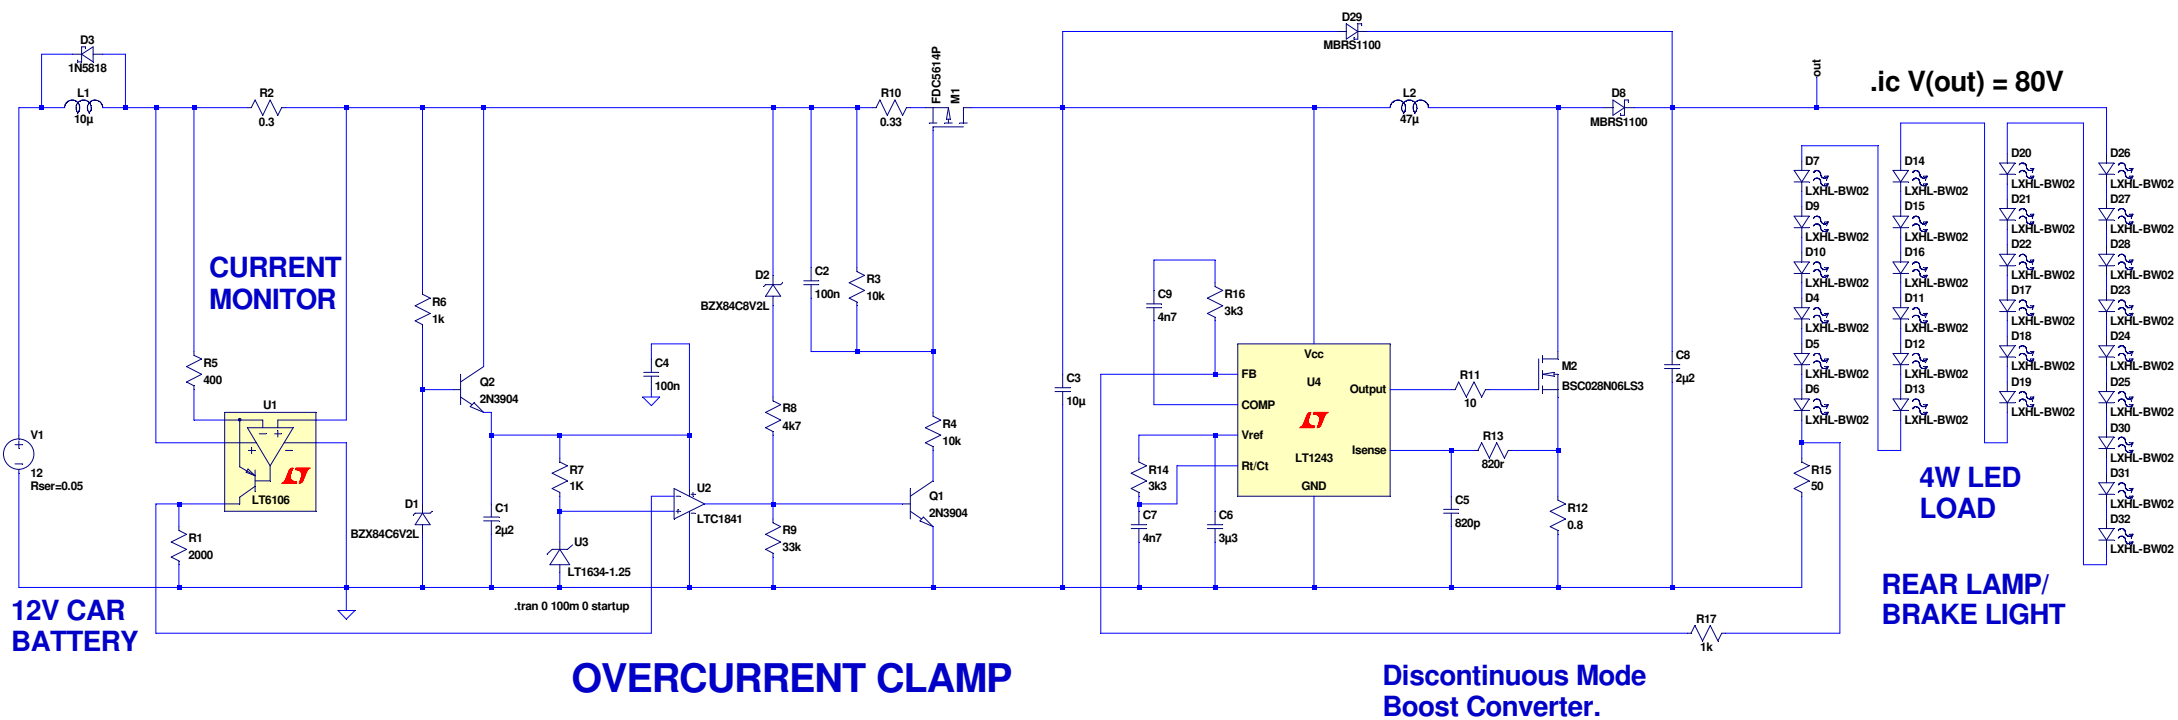 D3
1N5818
L1
10µ
R2
0.3
CURRENT
MONITOR
R5
400
U1
LT6106
V1
12
Rser=0.05
R1
2000
12V CAR
BATTERY
R6
1k
Q2
2N3904
D1
BZX84C6V2L
C1
2µ2
R7
1K
U3
LT1634-1.25
C4
100n
U2
LTC1841
.tran 0 100m 0 startup
D2
BZX84C8V2L
R8
4k7
R9
33k
C2
100n
R3
10k
R10
0.33
FDC5614P
M1
R4
10k
Q1
2N3904
OVERCURRENT CLAMP
D29
MBRS1100
C3
10µ
C9
4n7
R16
3k3
R14
3k3
C7
4n7
C6
3µ3
Vcc
FB
U4
Output
COMP
Vref
LT1243
Isense
Rt/Ct
GND
L2
47µ
D8
MBRS1100
R11
10
M2
BSC028N06LS3
R13
820r
C5
820p
R12
0.8
C8
2µ2
R17
1k
Discontinuous Mode
Boost Converter.
out
.ic V(out) = 80V
D7
LXHL-BW02
D9
LXHL-BW02
D10
LXHL-BW02
D4
LXHL-BW02
D5
LXHL-BW02
D6
LXHL-BW02
R15
50
D14
LXHL-BW02
D15
LXHL-BW02
D16
LXHL-BW02
D11
LXHL-BW02
D12
LXHL-BW02
D13
LXHL-BW02
D20
LXHL-BW02
D21
LXHL-BW02
D22
LXHL-BW02
D17
LXHL-BW02
D18
LXHL-BW02
D19
LXHL-BW02
D26
LXHL-BW02
D27
LXHL-BW02
D28
LXHL-BW02
D23
LXHL-BW02
D24
LXHL-BW02
D25
LXHL-BW02
D30
LXHL-BW02
D31
LXHL-BW02
D32
LXHL-BW02
4W LED
LOAD
REAR LAMP/
BRAKE LIGHT